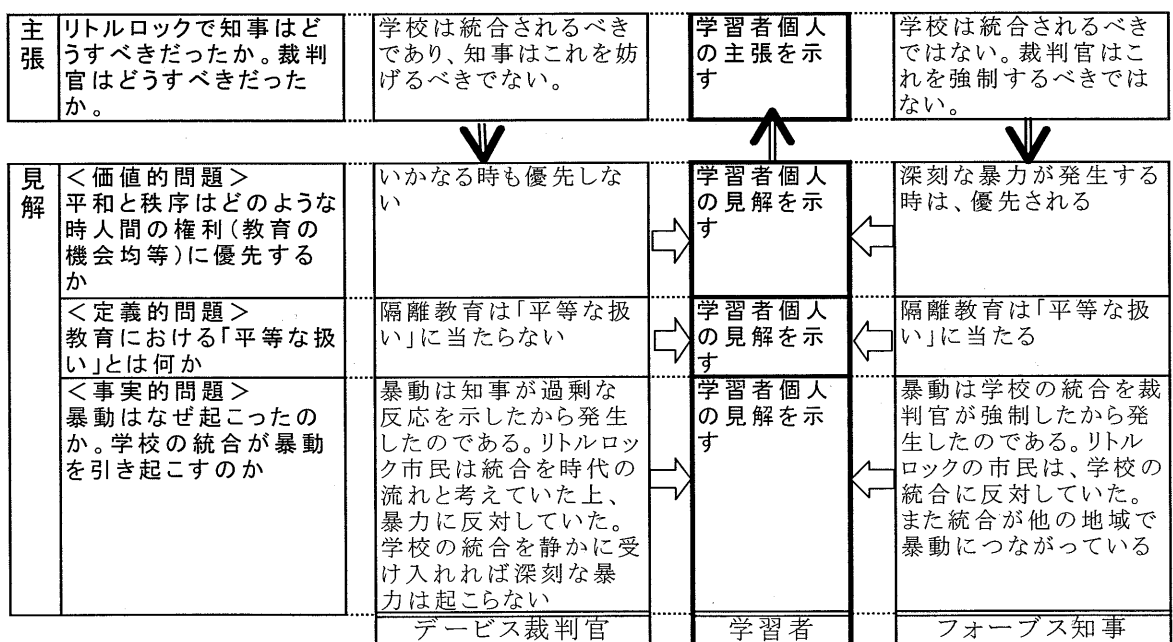 主張
リトルロックで知事はど
うすべきだったか。裁判
官はどうすべきだった
か。
学校は統合されるべき
であり、知事はこれを妨
げるべきでない。
学習者個人
の主張を示
す
学校は統合されるべき
ではない。裁判官はこ
れを強制するべきでは
ない。
見解
＜価値的問題＞
平和と秩序はどのような
時人間の権利(教育の
機会均等)に優先する
か
いかなる時も優先しな
い
学習者個人
の見解を示
す
深刻な暴力が発生する
時は、優先される
＜定義的問題＞
教育における「平等な扱
い」とは何か
隔離教育は「平等な扱
い」に当たらない
学習者個人
の見解を示
す
隔離教育は「平等な扱
い」に当たる
＜事実的問題＞
暴動はなぜ起こったの
か。学校の統合が暴動
を引き起こすのか
暴動は知事が過剰な
反応を示したから発生
したのである。リトルロッ
ク市民は統合を時代の
流れと考えていた上、
暴力に反対していた。
学校の統合を静かに受
け入れれば深刻な暴
力は起こらない
学習者個人
の見解を示
す
暴動は学校の統合を裁
判官が強制したから発
生したのである。リトル
ロックの市民は、学校の
統合に反対していた。
また統合が他の地域で
暴動につながっている
デービス裁判官
学習者
フォーブス知事